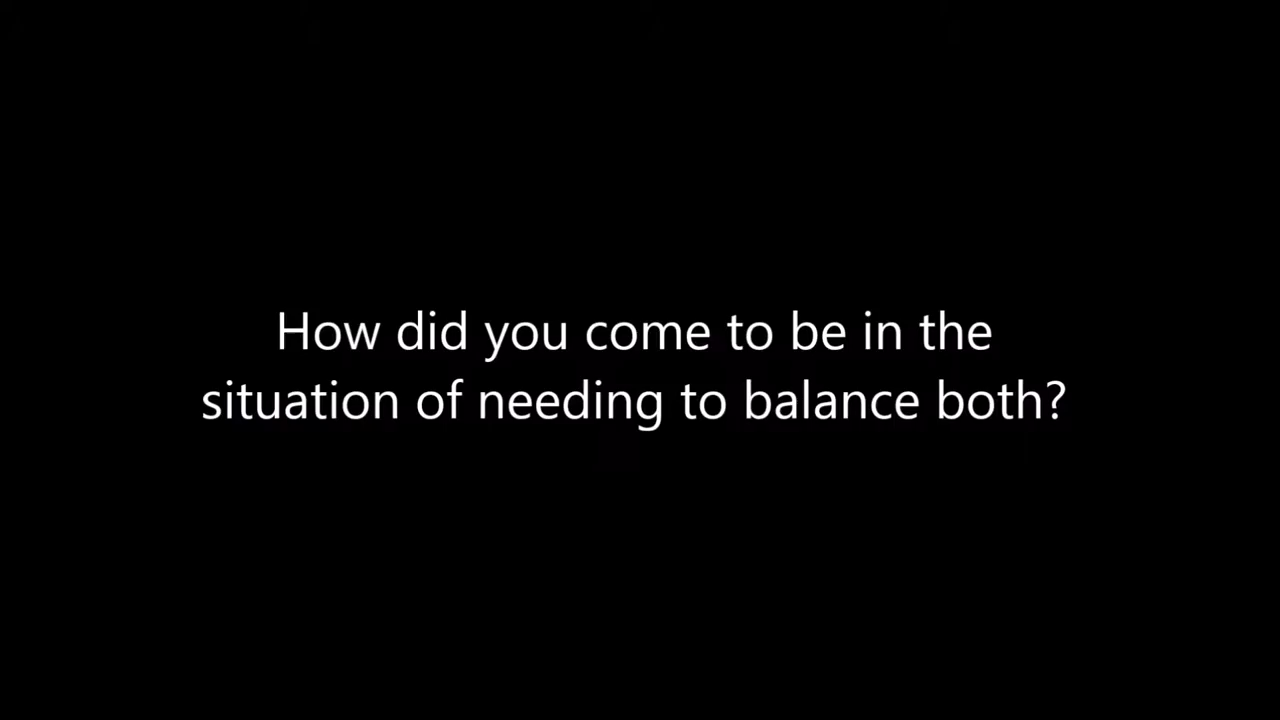 How did you come to be in the
situation of needing to balance both?